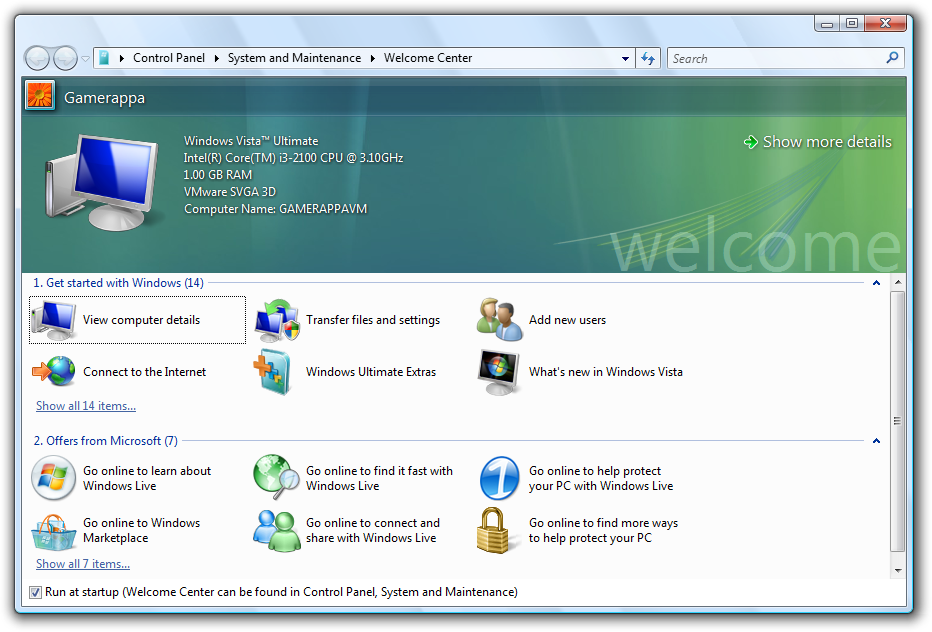 Control Panel ▸ System and Maintenance ▸ Welcome Center
Search
Gamerappa
Windows Vista™ Ultimate
Intel(R) Core(TM) i3-2100 CPU @ 3.10GHz
1.00 GB RAM
VMware SVGA 3D
Computer Name: GAMERAPPAVM
Show more details
welcome
1. Get started with Windows (14)
View computer details
Transfer files and settings
Add new users
Connect to the Internet
Windows Ultimate Extras
What's new in Windows Vista
Show all 14 items...
2. Offers from Microsoft (7)
Go online to learn about
Windows Live
Go online to find it fast with
Windows Live
Go online to help protect
your PC with Windows Live
Go online to Windows
Marketplace
Go online to connect and
share with Windows Live
Go online to find more ways
to help protect your PC
Show all 7 items...
Run at startup (Welcome Center can be found in Control Panel, System and Maintenance)